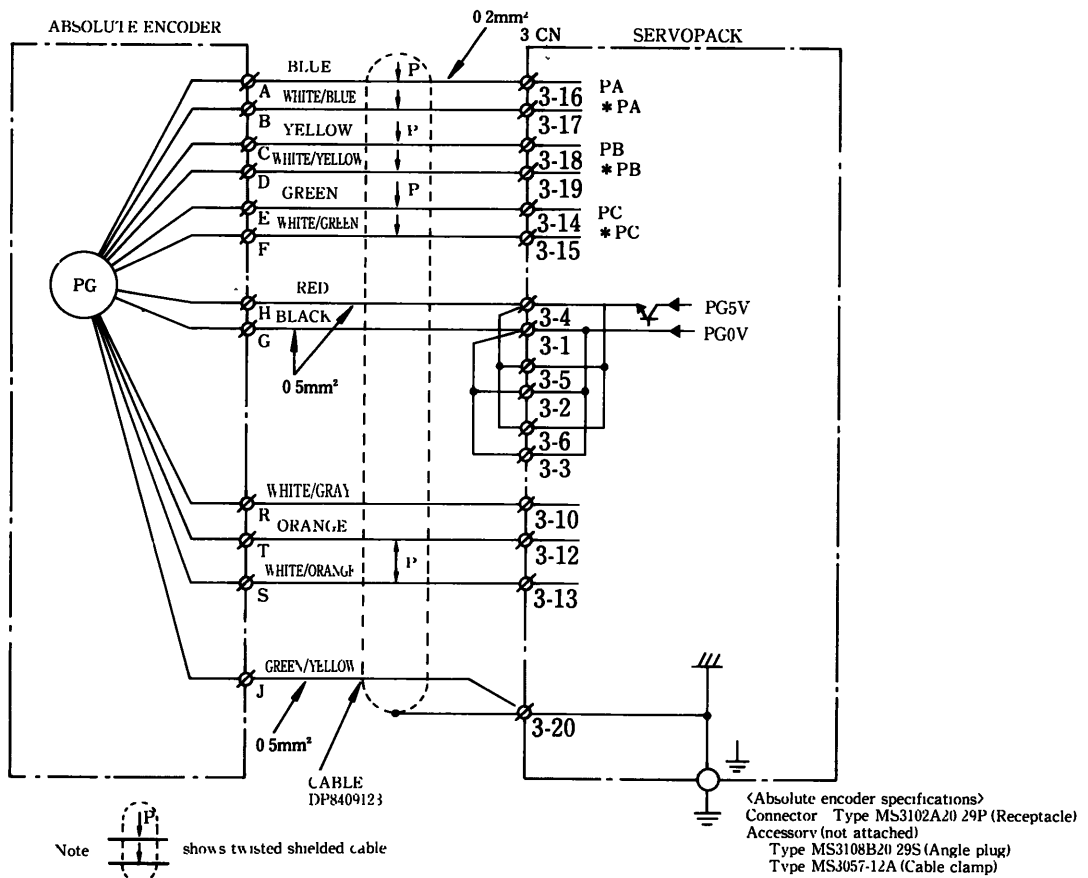 ABSOLUTE ENCODER
0 2mm²
3 CN
SERVOPACK
BLUE
P
A
3-16
PA
WHITE/BLUE
B
3-17
*PA
YELLOW
P
C
3-18
PB
WHITE/YELLOW
D
3-19
*PB
GREEN
P
E
3-14
PC
WHITE/GREEN
F
3-15
*PC
PG
RED
H
3-4
PG5V
BLACK
G
3-1
PG0V
0 5mm²
3-5
3-2
3-6
3-3
WHITE/GRAY
R
3-10
ORANGE
T
3-12
P
WHITE/ORANGE
S
3-13
GREEN/YELLOW
J
3-20
0 5mm²
CABLE
DP8409123
<Absolute encoder specifications>
Connector Type MS3102A20 29P (Receptacle)
Accessory (not attached)
Type MS3108B20 29S (Angle plug)
Type MS3057-12A (Cable clamp)
P
Note
shows twisted shielded cable